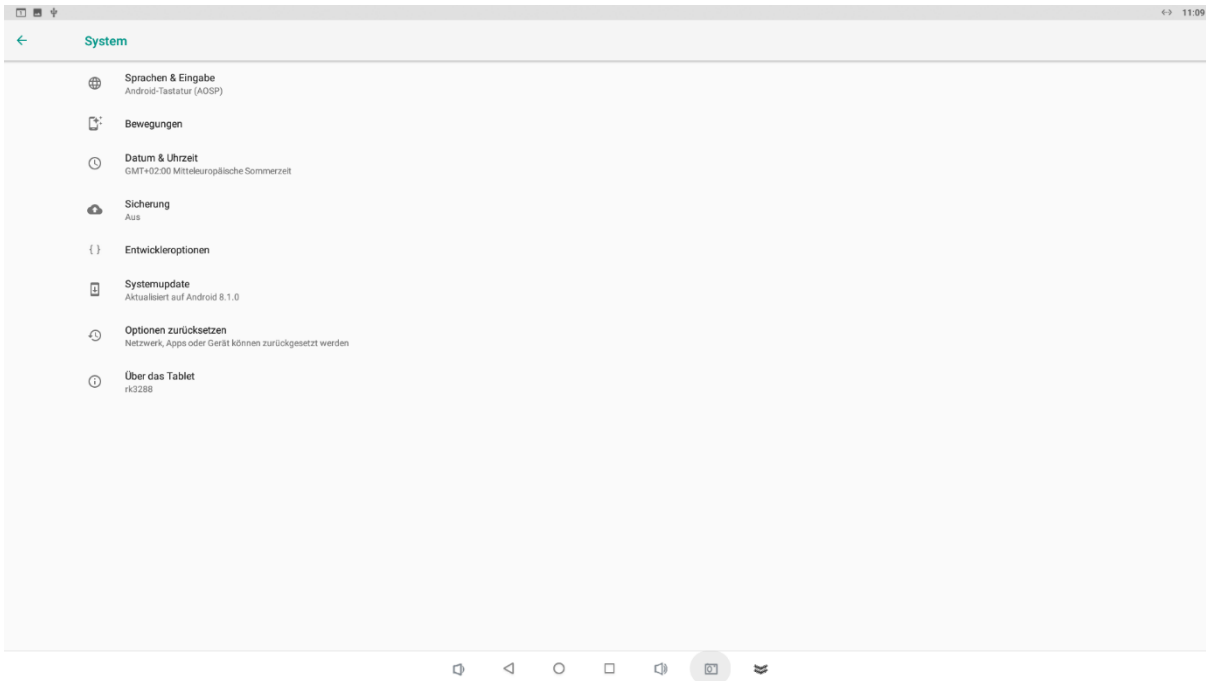 11:09
System
Sprachen & Eingabe
Android-Tastatur (AOSP)
Bewegungen
Datum & Uhrzeit
GMT+02:00 Mitteleuropäische Sommerzeit
Sicherung
Aus
Entwickleroptionen
Systemupdate
Aktualisiert auf Android 8.1.0
Optionen zurücksetzen
Netzwerk, Apps oder Gerät können zurückgesetzt werden
Über das Tablet
rk3288